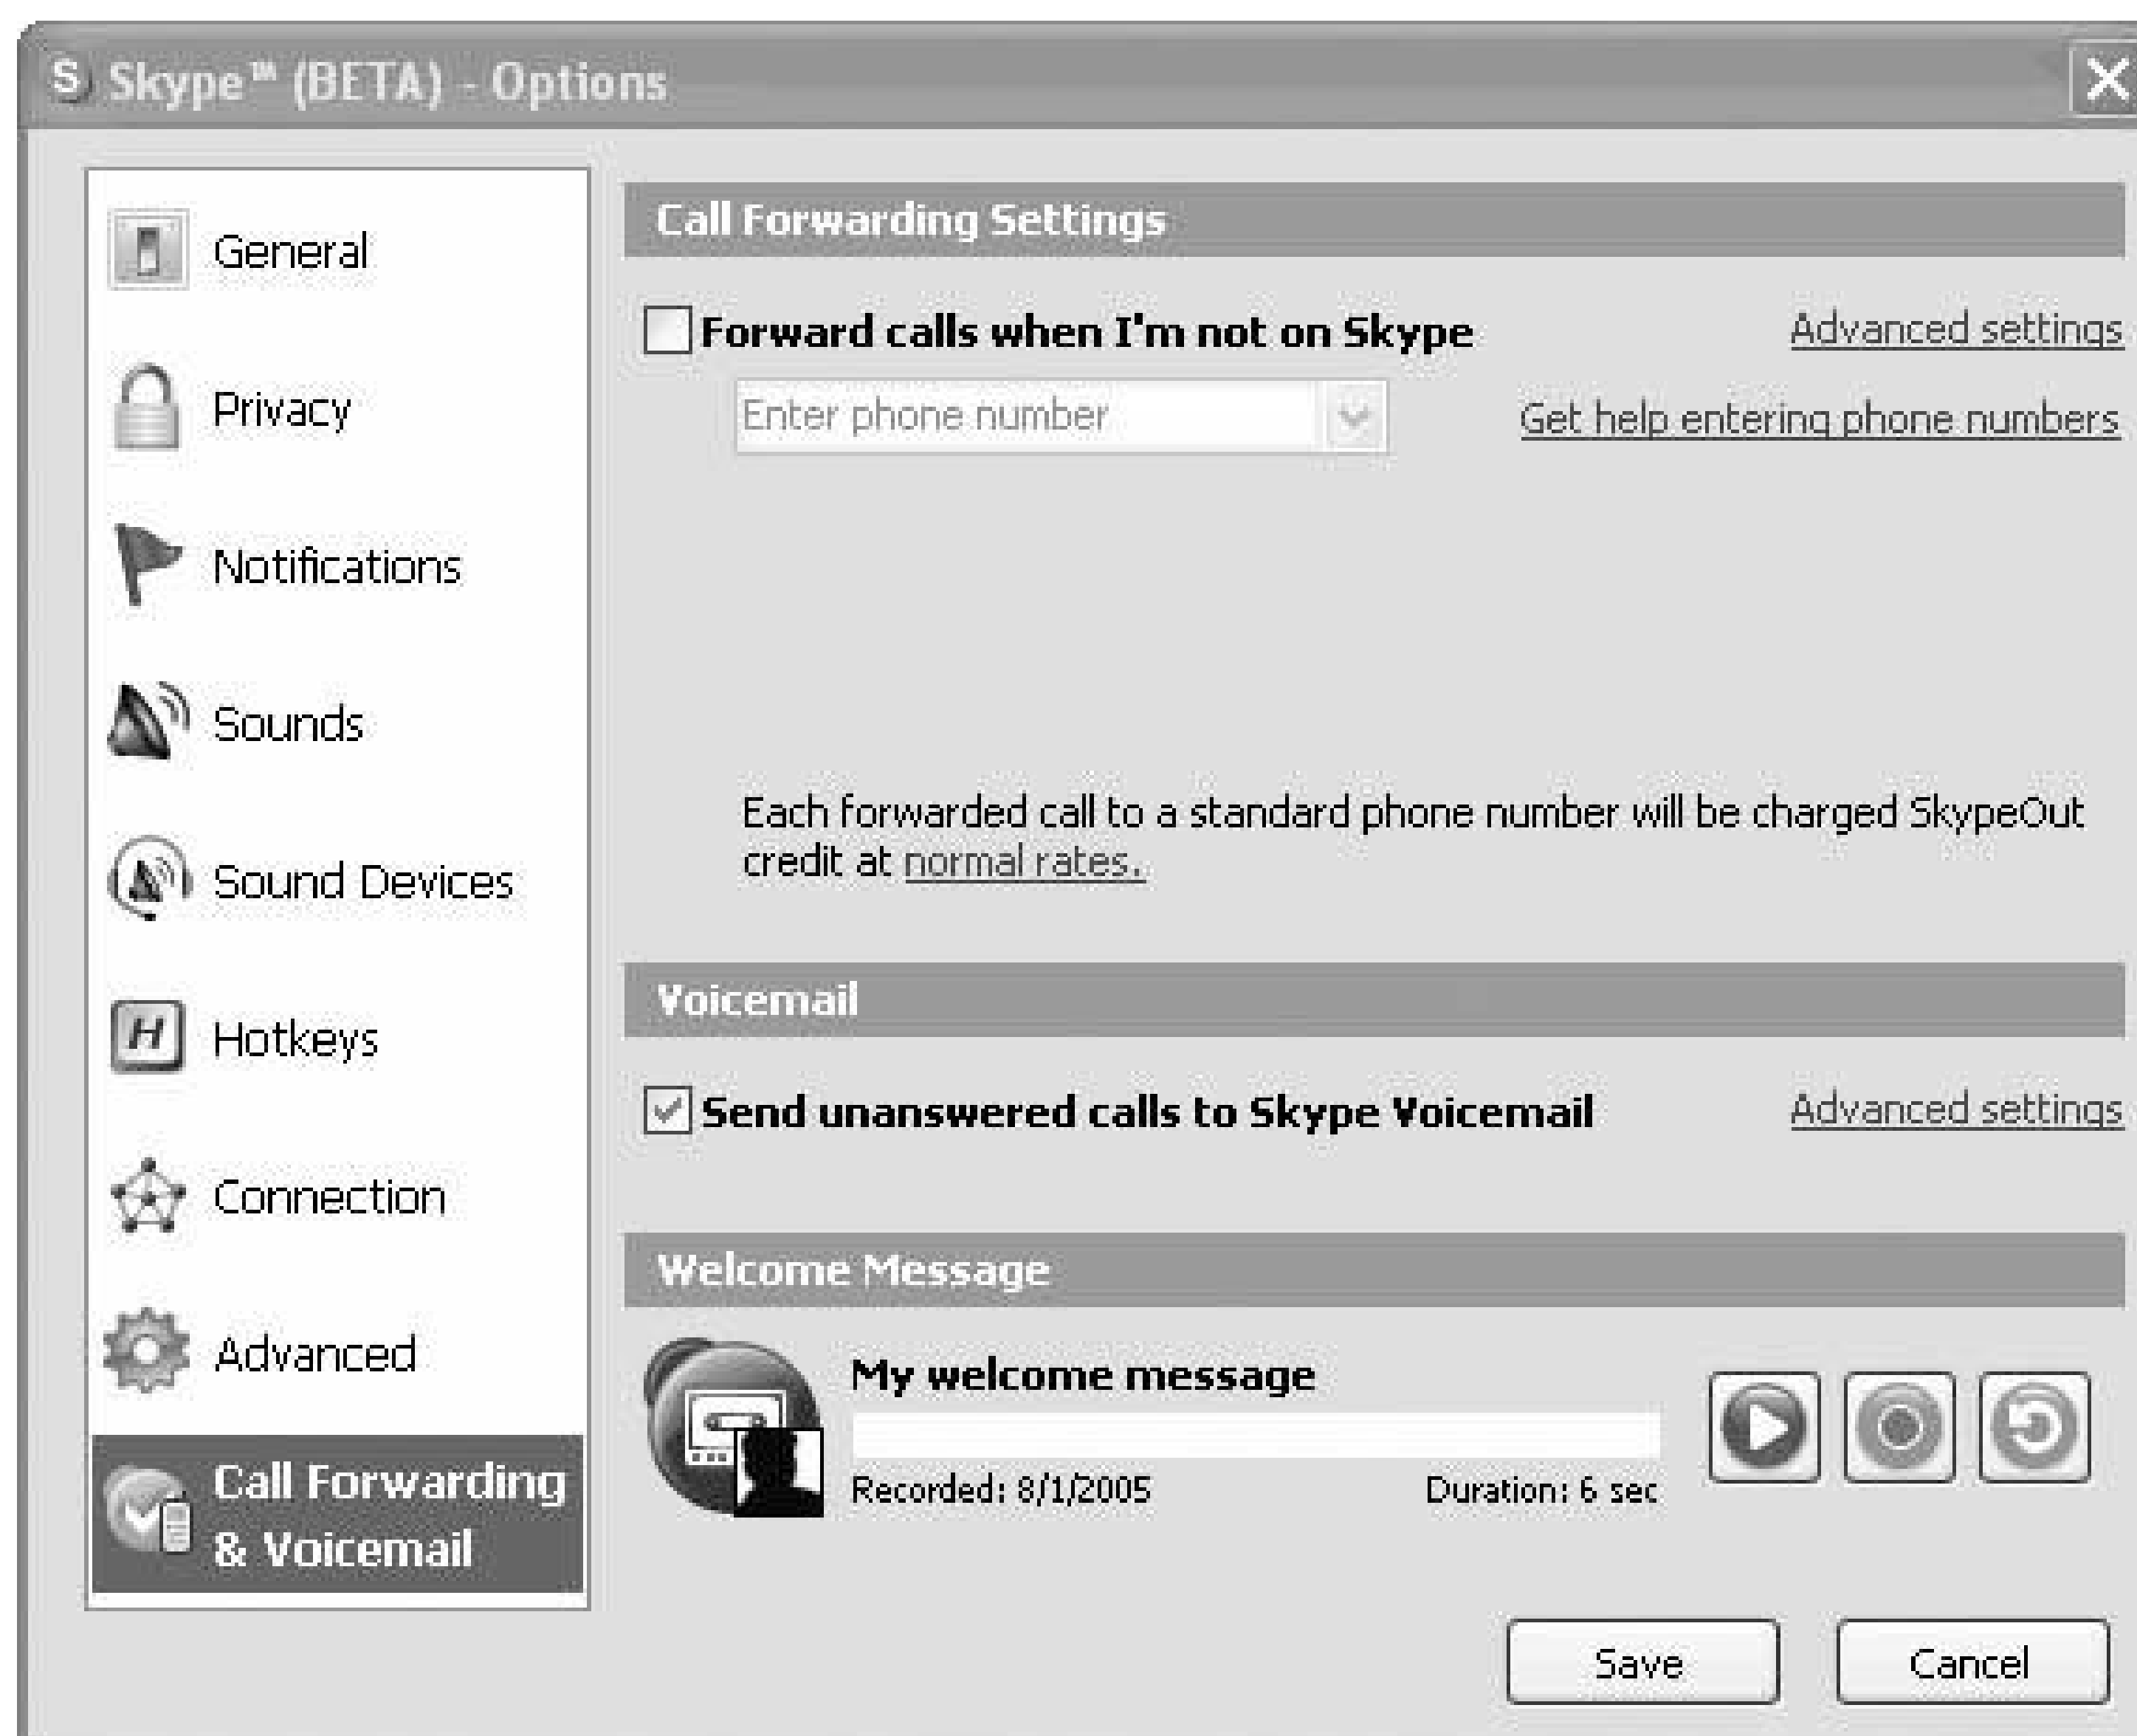 S Skype™ (BETA) - Options
General
Privacy
Notifications
Sounds
Sound Devices
H Hotkeys
Connection
Advanced
Call Forwarding
& Voicemail
Call Forwarding Settings
Forward calls when I'm not on Skype Advanced settings
Enter phone number Get help entering phone numbers
Each forwarded call to a standard phone number will be charged SkypeOut
credit at normal rates.
Voicemail
Send unanswered calls to Skype Voicemail Advanced settings
Welcome Message
My welcome message
Recorded: 8/1/2005 Duration: 6 sec
Save Cancel